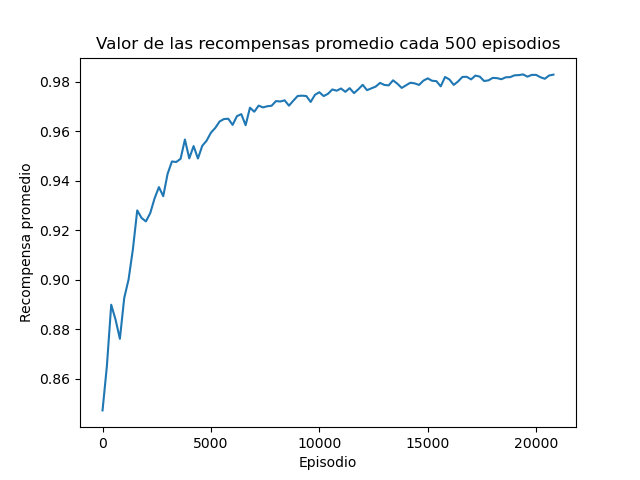 Valor de las recompensas promedio cada 500 episodios
0.98
0.96
0.94
0.92
0.90
0.88
0.86
Recompensa promedio
0 5000 10000 15000 20000
Episodio